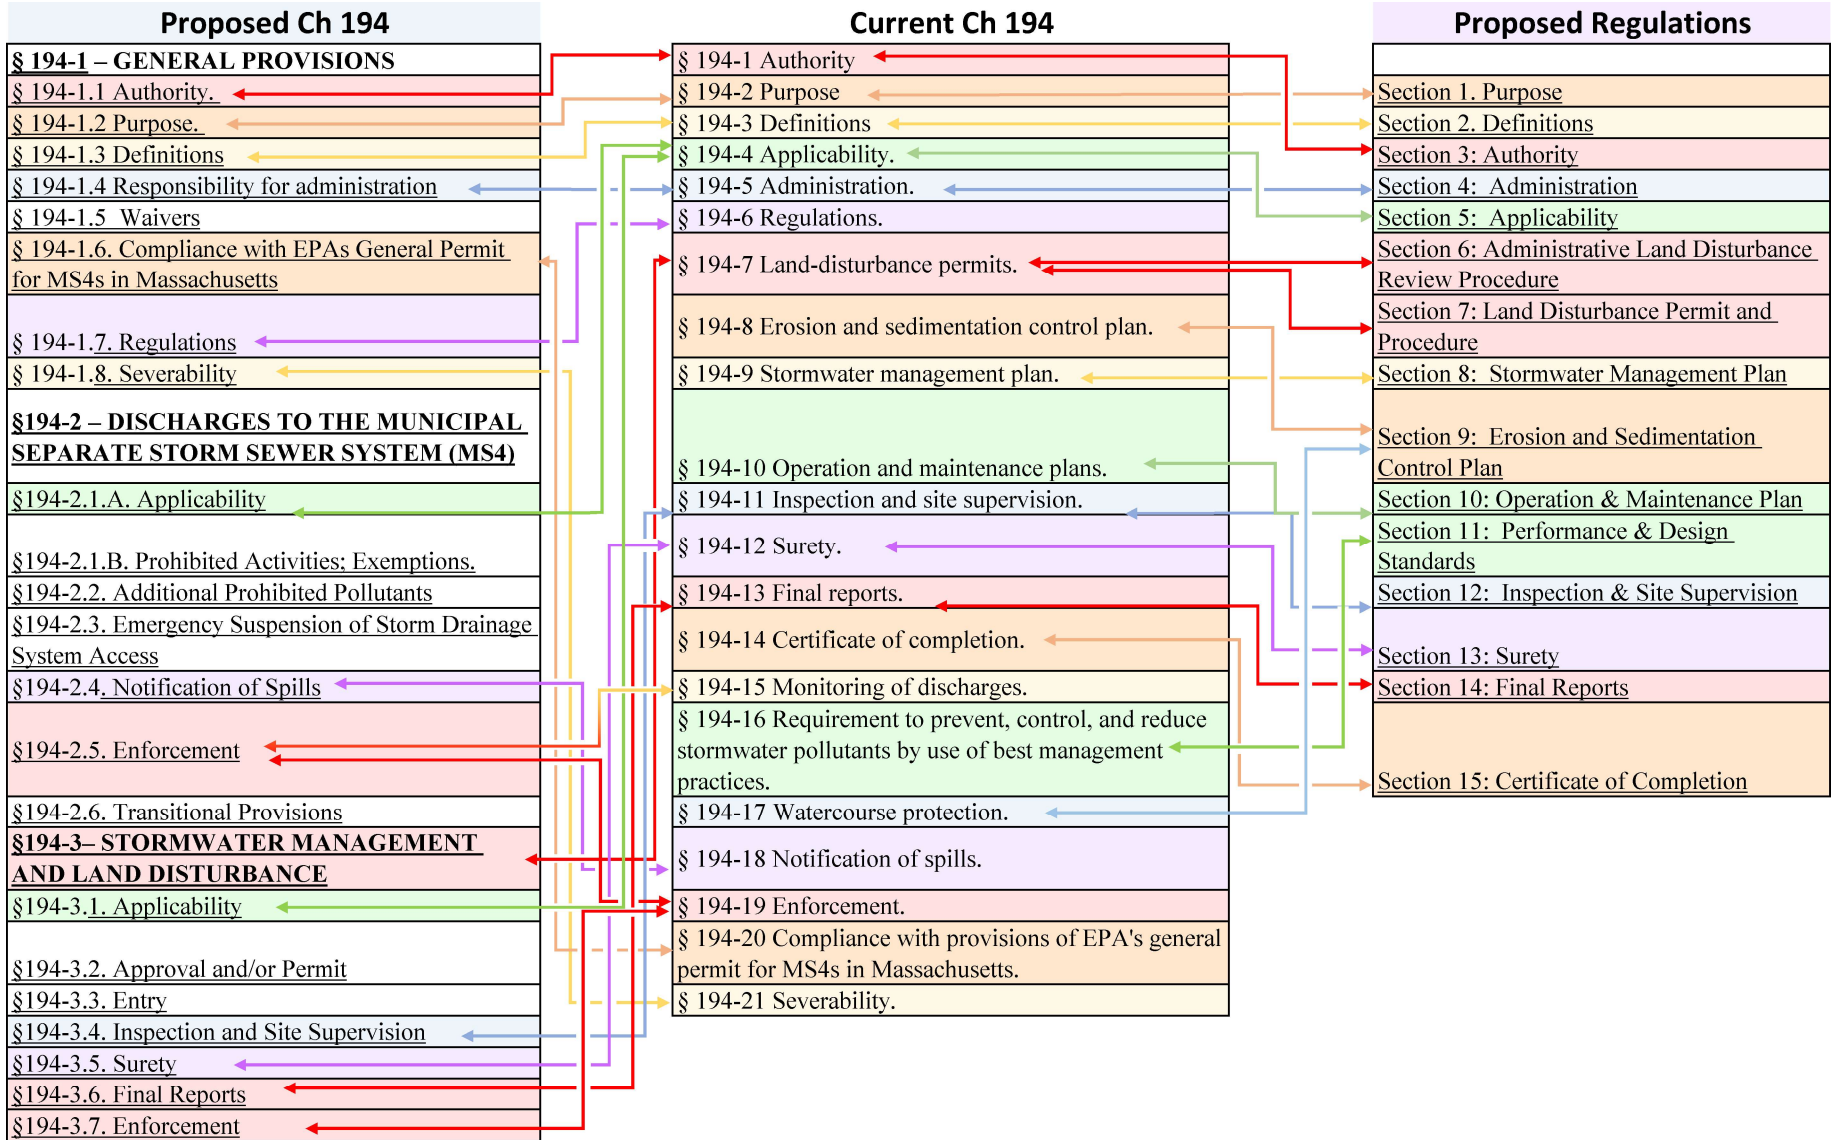 Proposed Ch 194
§ 194-1 – GENERAL PROVISIONS
§ 194-1.1 Authority.
§ 194-1.2 Purpose.
§ 194-1.3 Definitions
§ 194-1.4 Responsibility for administration
§ 194-1.5  Waivers
§ 194-1.6. Compliance with EPAs General Permit
for MS4s in Massachusetts
§ 194-1.7. Regulations
§ 194-1.8. Severability
§194-2 – DISCHARGES TO THE MUNICIPAL
SEPARATE STORM SEWER SYSTEM (MS4)
§194-2.1.A. Applicability
§194-2.1.B. Prohibited Activities; Exemptions.
§194-2.2. Additional Prohibited Pollutants
§194-2.3. Emergency Suspension of Storm Drainage
System Access
§194-2.4. Notification of Spills
§194-2.5. Enforcement
§194-2.6. Transitional Provisions
§194-3– STORMWATER MANAGEMENT
AND LAND DISTURBANCE
§194-3.1. Applicability
§194-3.2. Approval and/or Permit
§194-3.3. Entry
§194-3.4. Inspection and Site Supervision
§194-3.5. Surety
§194-3.6. Final Reports
§194-3.7. Enforcement
Current Ch 194
§ 194-1 Authority
§ 194-2 Purpose
§ 194-3 Definitions
§ 194-4 Applicability.
§ 194-5 Administration.
§ 194-6 Regulations.
§ 194-7 Land-disturbance permits.
§ 194-8 Erosion and sedimentation control plan.
§ 194-9 Stormwater management plan.
§ 194-10 Operation and maintenance plans.
§ 194-11 Inspection and site supervision.
§ 194-12 Surety.
§ 194-13 Final reports.
§ 194-14 Certificate of completion.
§ 194-15 Monitoring of discharges.
§ 194-16 Requirement to prevent, control, and reduce
stormwater pollutants by use of best management
practices.
§ 194-17 Watercourse protection.
§ 194-18 Notification of spills.
§ 194-19 Enforcement.
§ 194-20 Compliance with provisions of EPA's general
permit for MS4s in Massachusetts.
§ 194-21 Severability.
Proposed Regulations
Section 1. Purpose
Section 2. Definitions
Section 3: Authority
Section 4:  Administration
Section 5:  Applicability
Section 6: Administrative Land Disturbance
Review Procedure
Section 7: Land Disturbance Permit and
Procedure
Section 8:  Stormwater Management Plan
Section 9:  Erosion and Sedimentation
Control Plan
Section 10: Operation & Maintenance Plan
Section 11:  Performance & Design
Standards
Section 12:  Inspection & Site Supervision
Section 13: Surety
Section 14: Final Reports
Section 15: Certificate of Completion